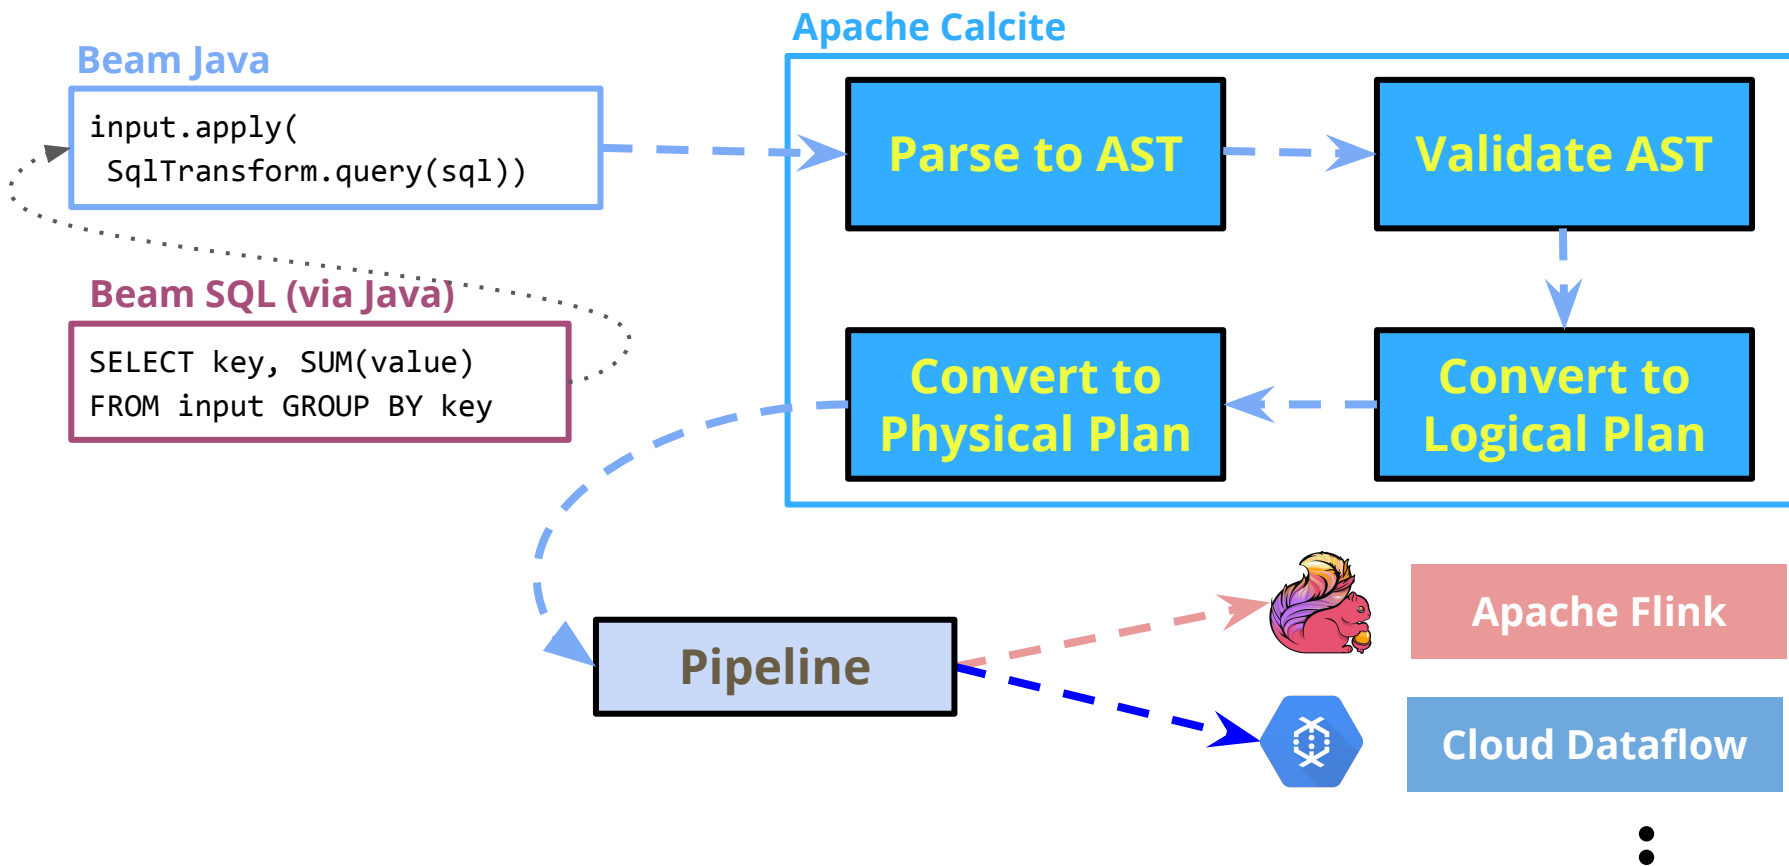 Apache Calcite
Beam Java
input.apply(
 SqlTransform.query(sql))
Parse to AST
Validate AST
Beam SQL (via Java)
SELECT key, SUM(value)
FROM input GROUP BY key
Convert to
Physical Plan
Convert to
Logical Plan
Pipeline
Apache Flink
Cloud Dataflow